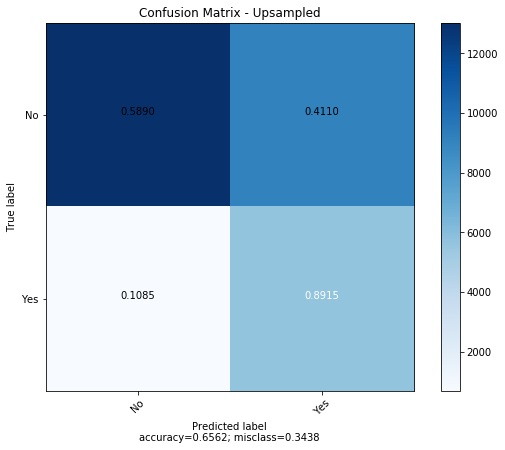 Confusion Matrix - Upsampled
12000
No
0.5890
0.4110
10000
8000
True label
6000
Yes
0.1085
0.8915
4000
2000
No
Yes
Predicted label
accuracy=0.6562; misclass=0.3438